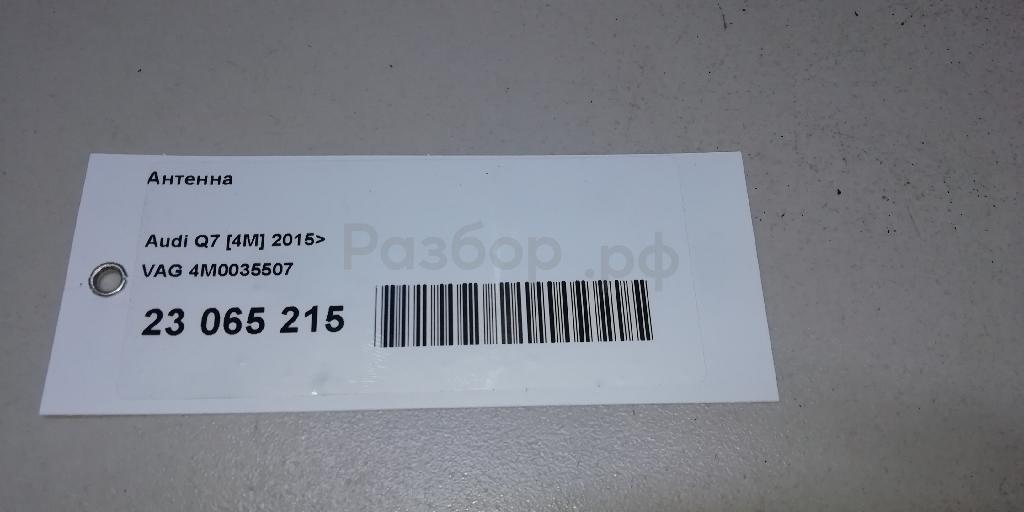 Антенна
Audi Q7 [4M] 2015>
VAG 4M0035507
23 065 215
Разбор.рф